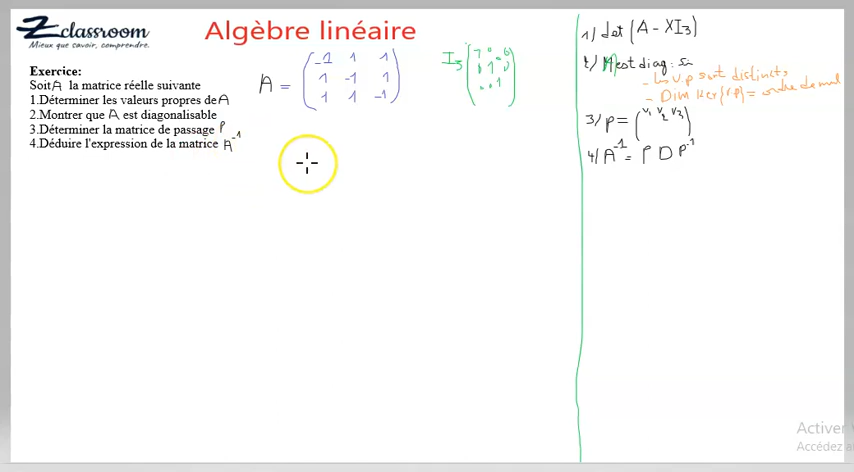 Zclassroom
Mieux que savoir, comprendre.
Algèbre linéaire
Exercice:
Soit A la matrice réelle suivante
1.Déterminer les valeurs propres de A
2.Montrer que A est diagonalisable
3.Déterminer la matrice de passage P
4.Déduire l'expression de la matrice A⁻¹
A = ( -1 1 1
1 -1 1
1 1 -1 )
I3 ( 1 0 0
0 1 0
0 0 1 )
1) det (A - XI3)
2/ A est diag: si
- les v.p sont distincts,
- Dim Ker(v.p) = ordre de mul
3/ P = ( V1 V2 V3 )
4/ A⁻¹ = P D P⁻¹
Activer
Accédez a